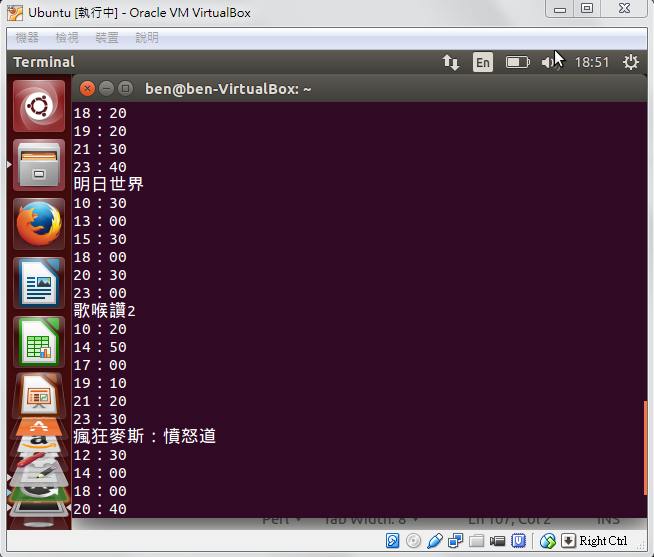 Ubuntu [執行中] - Oracle VM VirtualBox
機器 檢視 裝置 說明
Terminal En 18:51
ben@ben-VirtualBox: ~
18：20
19：20
21：30
23：40
明日世界
10：30
13：00
15：30
18：00
20：30
23：00
歌喉讚2
10：20
14：50
17：00
19：10
21：20
23：30
瘋狂麥斯：憤怒道
12：30
14：00
18：00
20：40
Perl Tab Width: 8 Ln 107, Col 2 INS
Right Ctrl